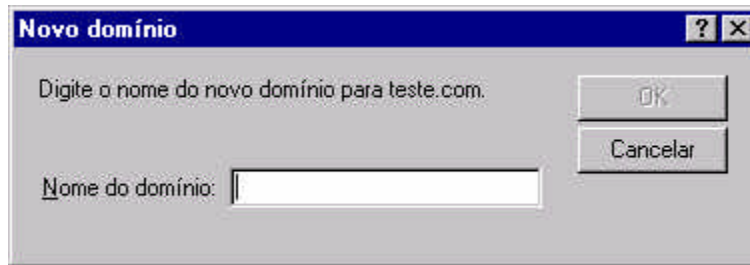 Novo domínio
Digite o nome do novo domínio para teste.com.
OK
Cancelar
Nome do domínio: